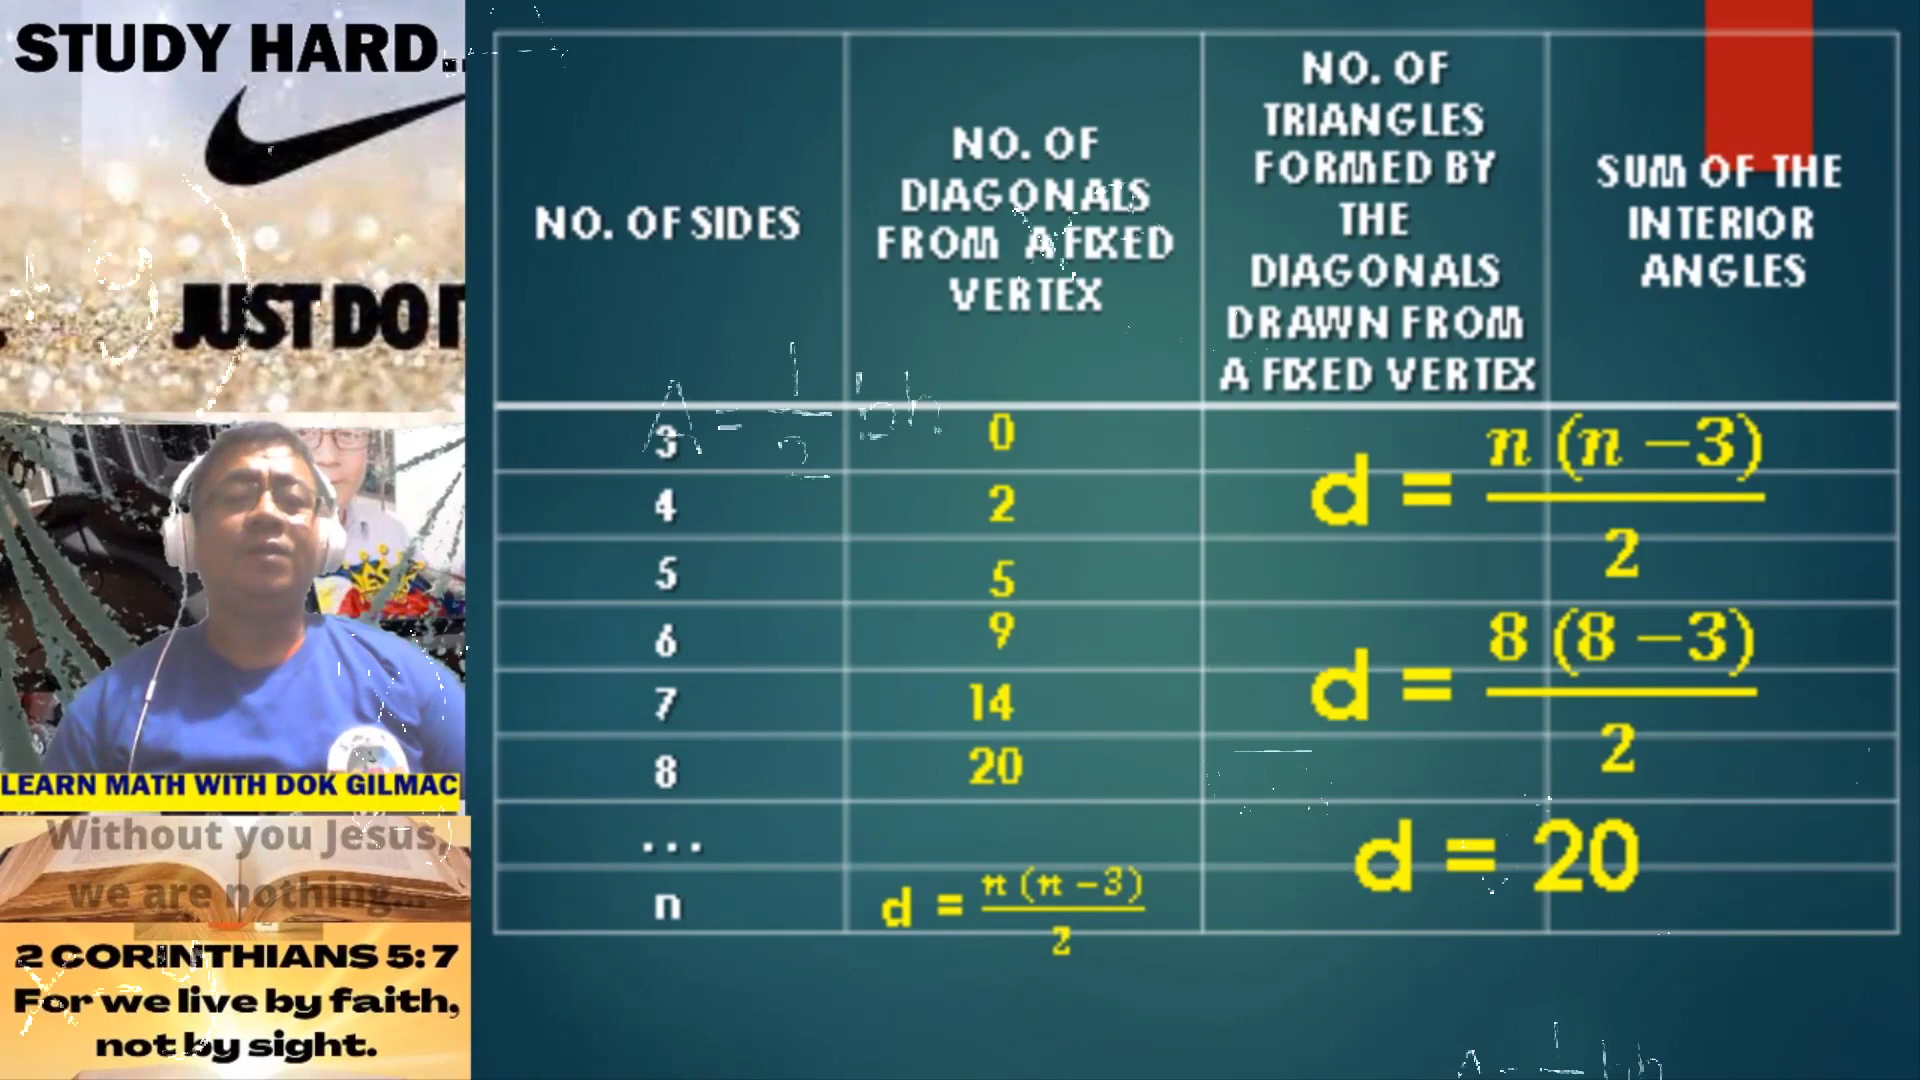 STUDY HARD..
JUST DO I
LEARN MATH WITH DOK GILMAC
Without you Jesus,
we are nothing...
2 CORINTHIANS 5: 7
For we live by faith,
not by sight.
NO. OF SIDES
NO. OF
DIAGONALS
FROM A FIXED
VERTEX
NO. OF
TRIANGLES
FORMED BY
THE
DIAGONALS
DRAWN FROM
A FIXED VERTEX
SUM OF THE
INTERIOR
ANGLES
3 0
4 2
5 5
6 9
7 14
8 20
...
n d = n (n −3) / 2
d = n (n −3) / 2
d = 8 (8 −3) / 2
d = 20
A = 1/2 bh